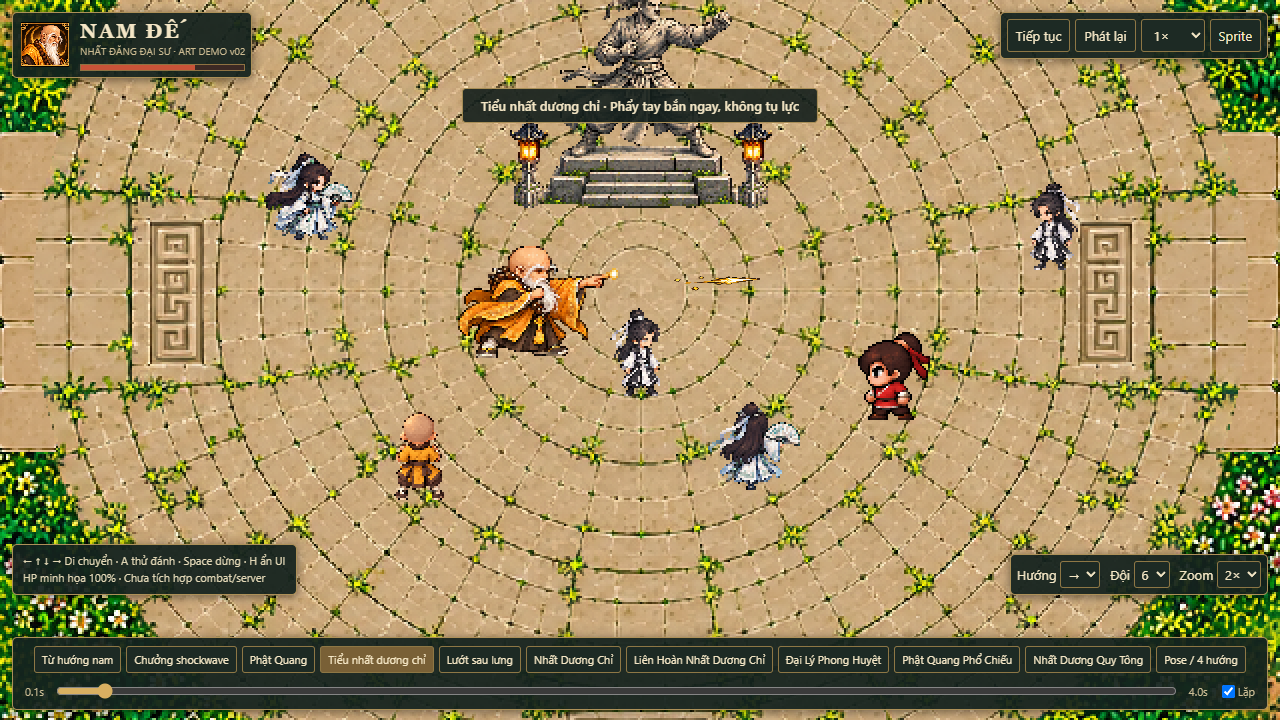 NAM ĐẾ
NHẤT ĐĂNG ĐẠI SƯ · ART DEMO v02
Tiếp tục
Phát lại
1×
Sprite
Tiểu nhất dương chỉ · Phẩy tay bắn ngay, không tụ lực
← ↑ ↓ → Di chuyển · A thử đánh · Space dừng · H ẩn UI
HP minh họa 100% · Chưa tích hợp combat/server
Hướng → Đội 6 Zoom 2×
Từ hướng nam
Chưởng shockwave
Phật Quang
Tiểu nhất dương chỉ
Lướt sau lưng
Nhất Dương Chỉ
Liên Hoàn Nhất Dương Chỉ
Đại Lý Phong Huyệt
Phật Quang Phổ Chiếu
Nhất Dương Quy Tông
Pose / 4 hướng
0.1s
4.0s
Lặp